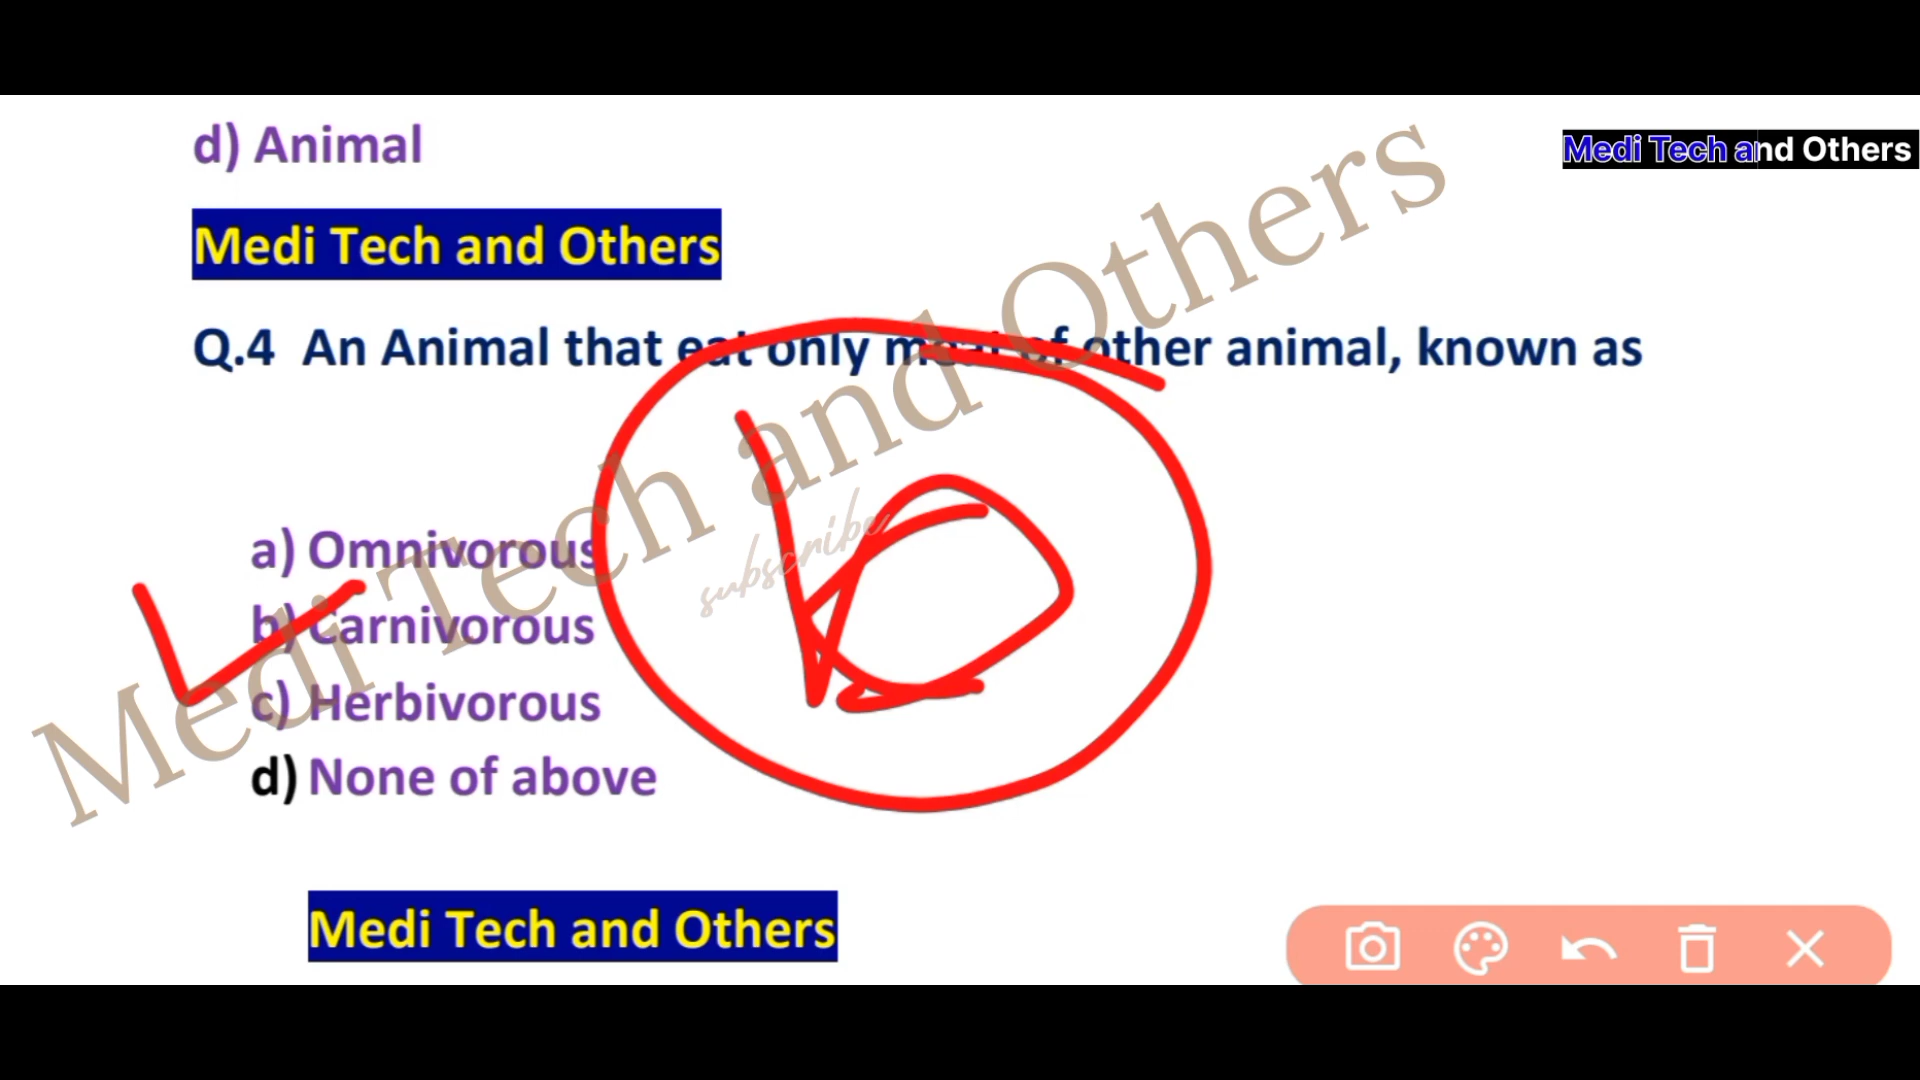 d) Animal
Medi Tech and Others
Medi Tech and Others
Q.4 An Animal that eat only meat of other animal, known as
a) Omnivorous
b) Carnivorous
c) Herbivorous
d) None of above
b
Medi Tech and Others
subscribe
Medi Tech and Others